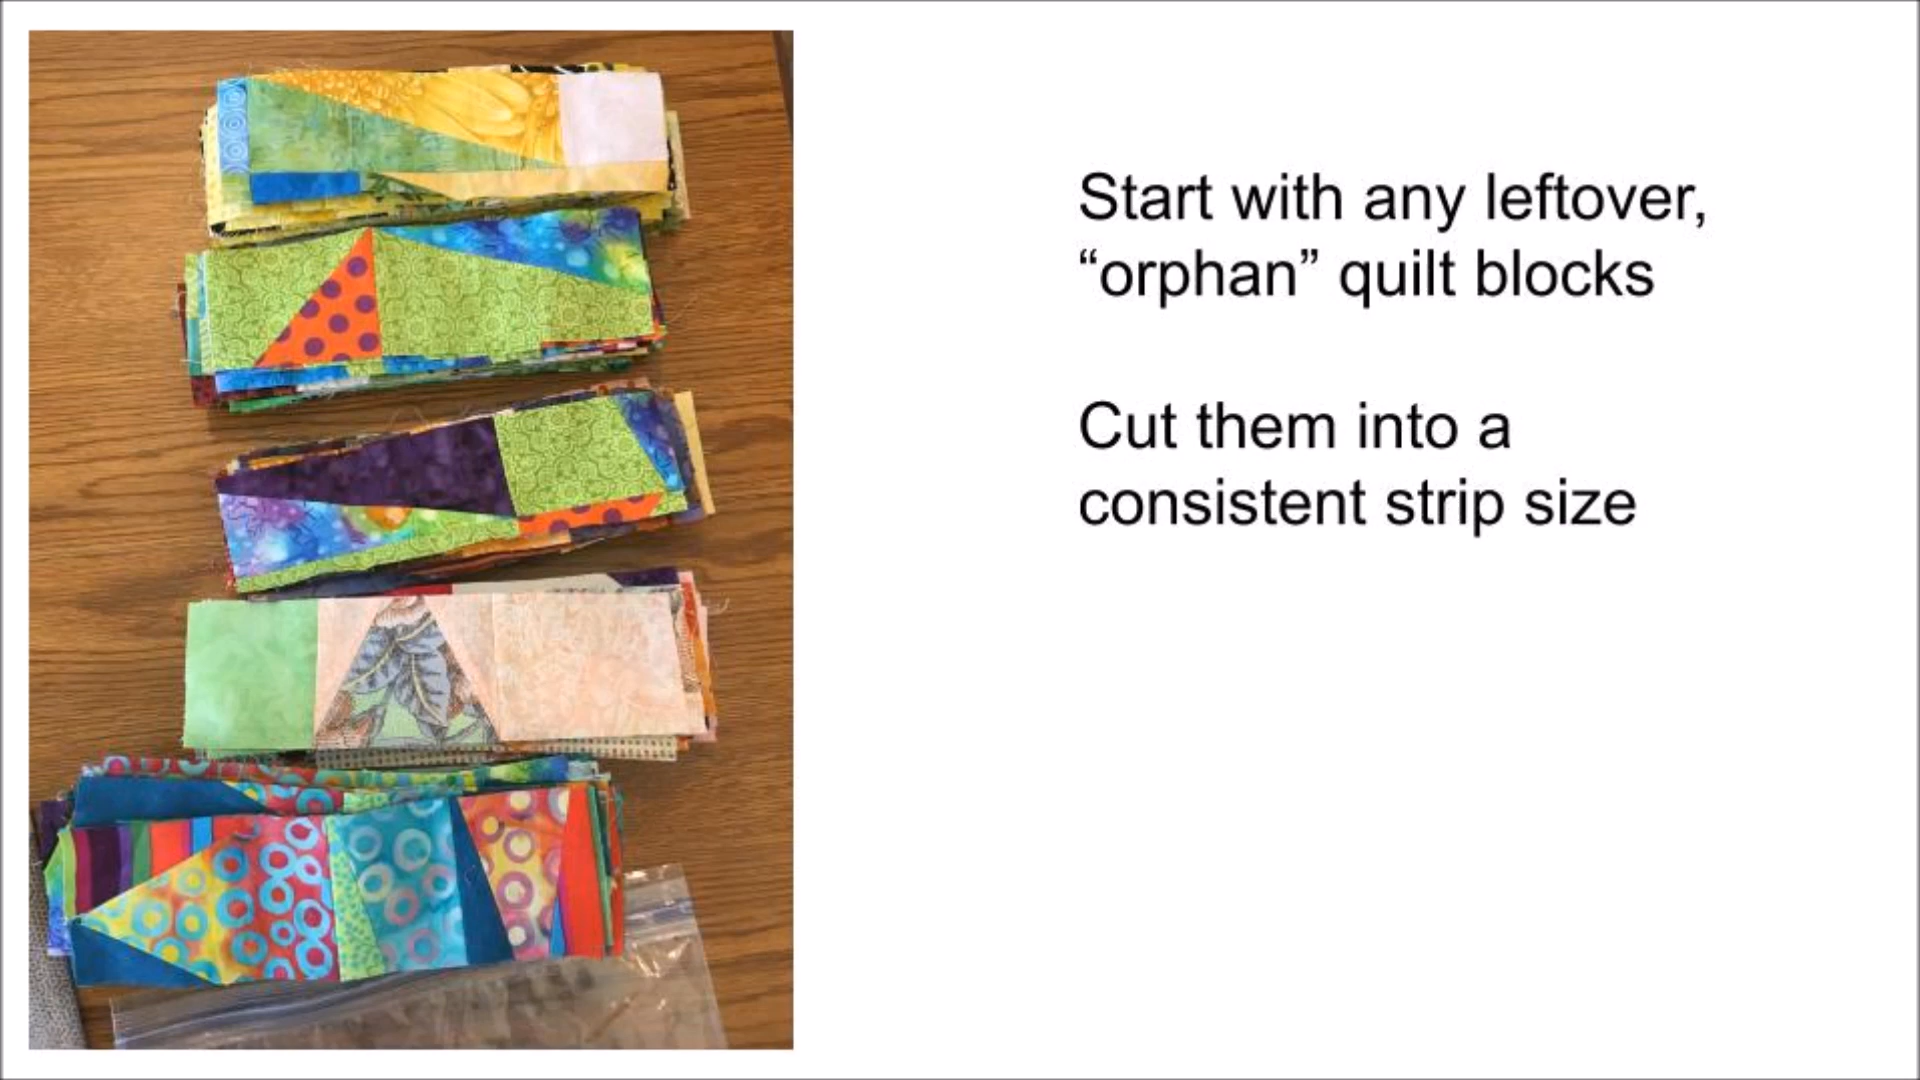 Start with any leftover,
“orphan” quilt blocks
Cut them into a
consistent strip size